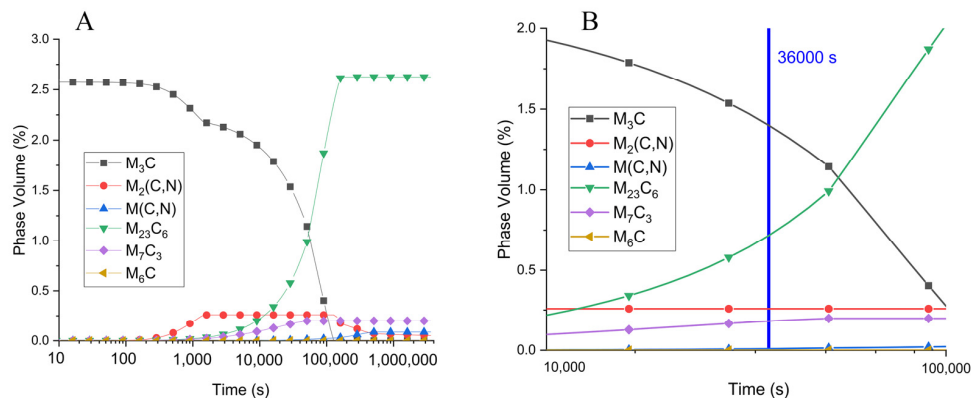 A
Phase Volume (%)
3.0
2.5
2.0
1.5
1.0
0.5
0.0
M₃C
M₂(C,N)
M(C,N)
M₂₃C₆
M₇C₃
M₆C
10
100
1,000
10,000
100,000
1,000,000
Time (s)
B
Phase Volume (%)
2.0
1.5
1.0
0.5
0.0
36000 s
M₃C
M₂(C,N)
M(C,N)
M₂₃C₆
M₇C₃
M₆C
10,000
100,000
Time (s)